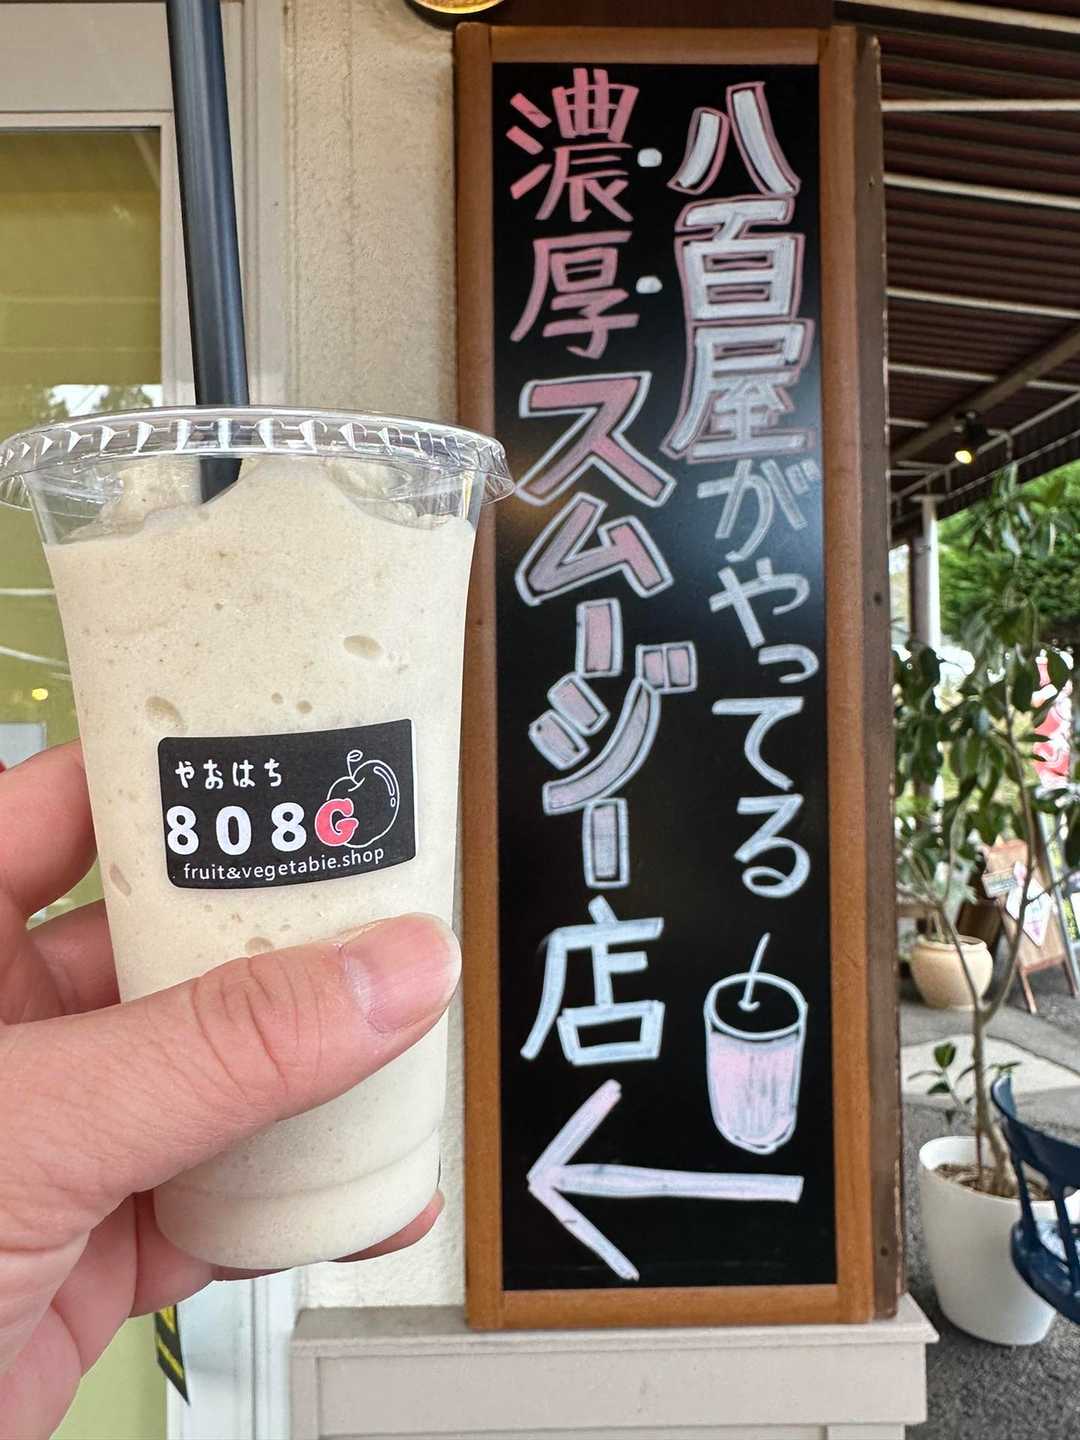 八百屋がやってる
濃厚スムージー店
やおはち
808G
fruit&vegetabie.shop